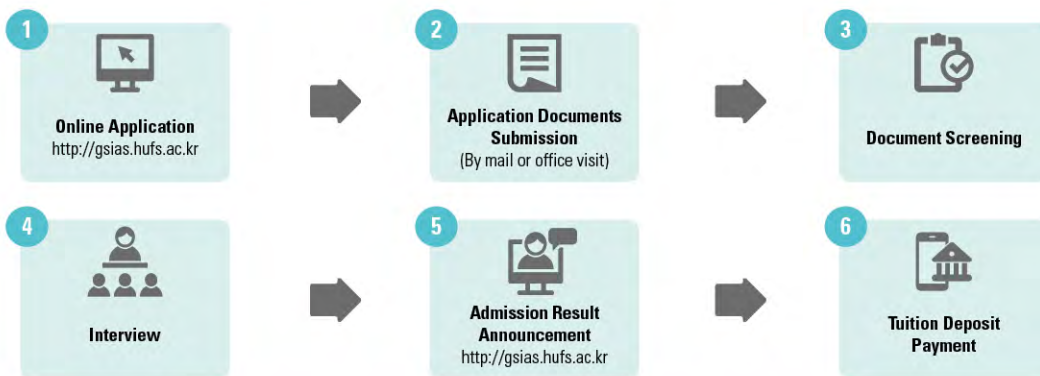 1
Online Application
http://gsias.hufs.ac.kr
2
Application Documents
Submission
(By mail or office visit)
3
Document Screening
4
Interview
5
Admission Result
Announcement
http://gsias.hufs.ac.kr
6
Tuition Deposit
Payment